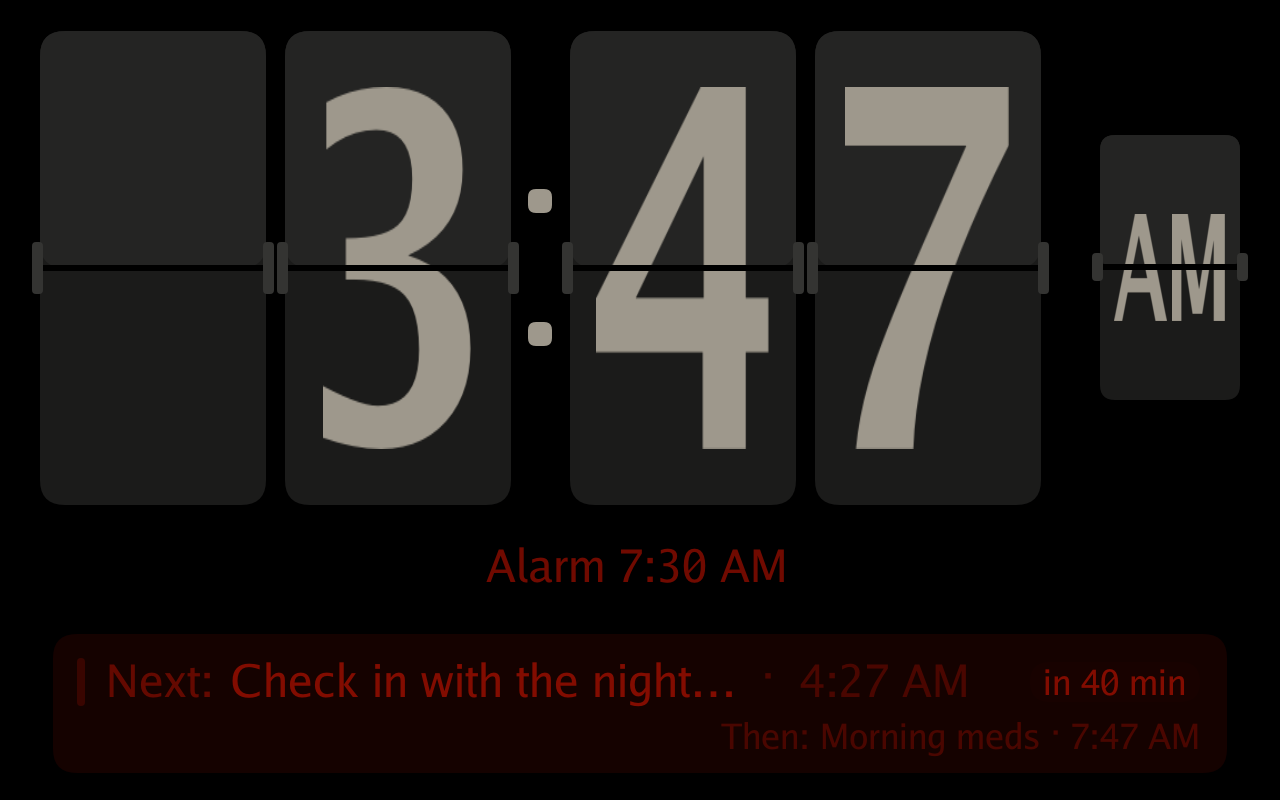 3:47 AM
Alarm 7:30 AM
Next: Check in with the night… · 4:27 AM in 40 min
Then: Morning meds · 7:47 AM